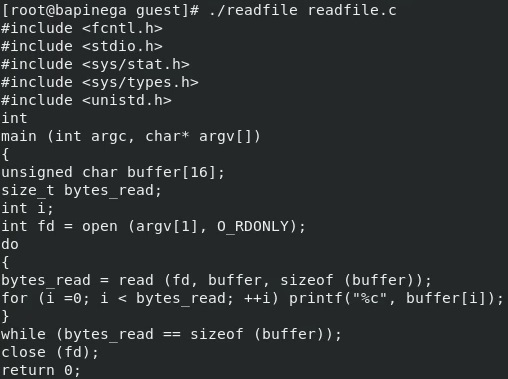 [root@bapinega guest]# ./readfile readfile.c
#include <fcntl.h>
#include <stdio.h>
#include <sys/stat.h>
#include <sys/types.h>
#include <unistd.h>
int
main (int argc, char* argv[])
{
unsigned char buffer[16];
size_t bytes_read;
int i;
int fd = open (argv[1], O_RDONLY);
do
{
bytes_read = read (fd, buffer, sizeof (buffer));
for (i =0; i < bytes_read; ++i) printf("%c", buffer[i]);
}
while (bytes_read == sizeof (buffer));
close (fd);
return 0;